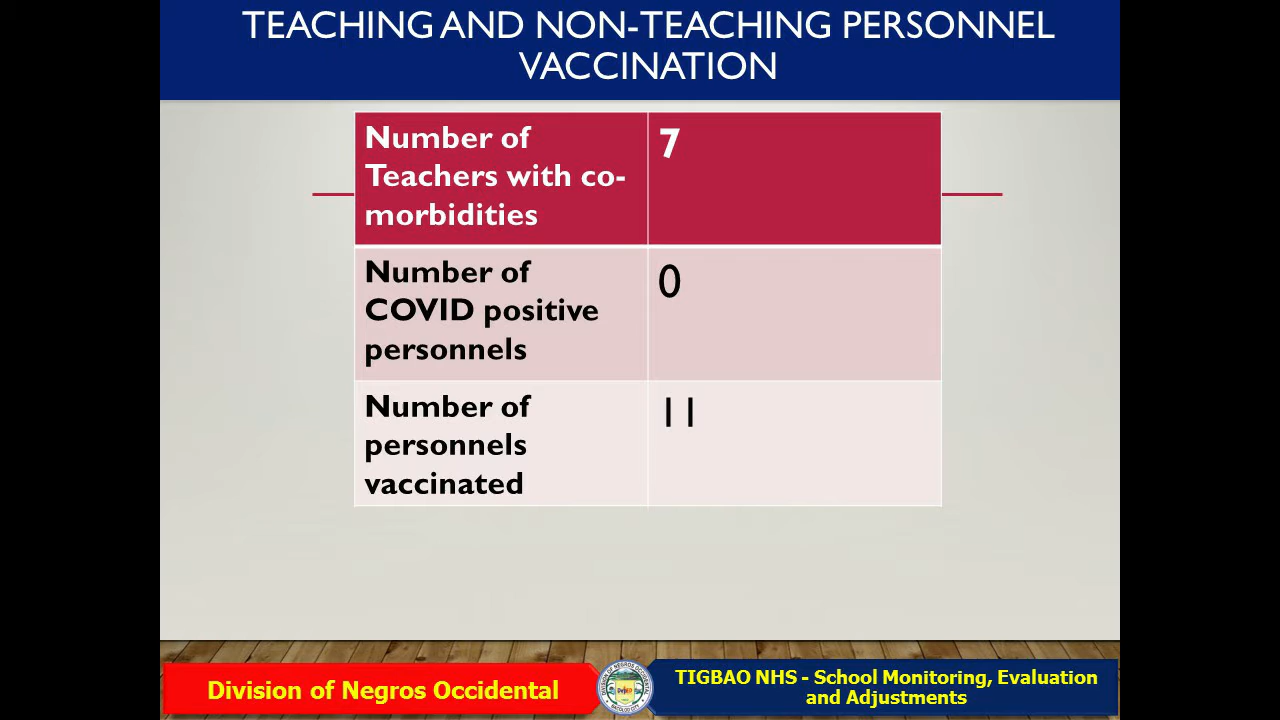 TEACHING AND NON-TEACHING PERSONNEL
VACCINATION
Number of
Teachers with co-
morbidities
7
Number of
COVID positive
personnels
0
Number of
personnels
vaccinated
11
Division of Negros Occidental
TIGBAO NHS - School Monitoring, Evaluation
and Adjustments